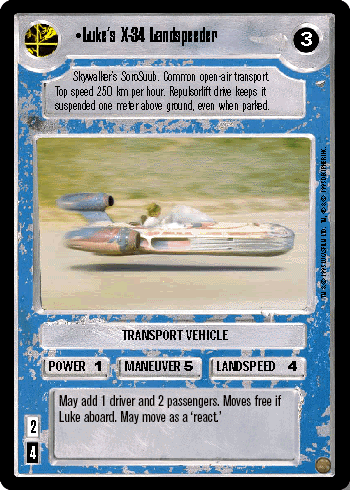 •Luke's X-34 Landspeeder
3
Skywalker's SoroSuub. Common open-air transport.
Top speed 250 km per hour. Repulsorlift drive keeps it
suspended one meter above ground, even when parked.
TRANSPORT VEHICLE
POWER 1 MANEUVER 5 LANDSPEED 4
May add 1 driver and 2 passengers. Moves free if
Luke aboard. May move as a 'react.'
2
4